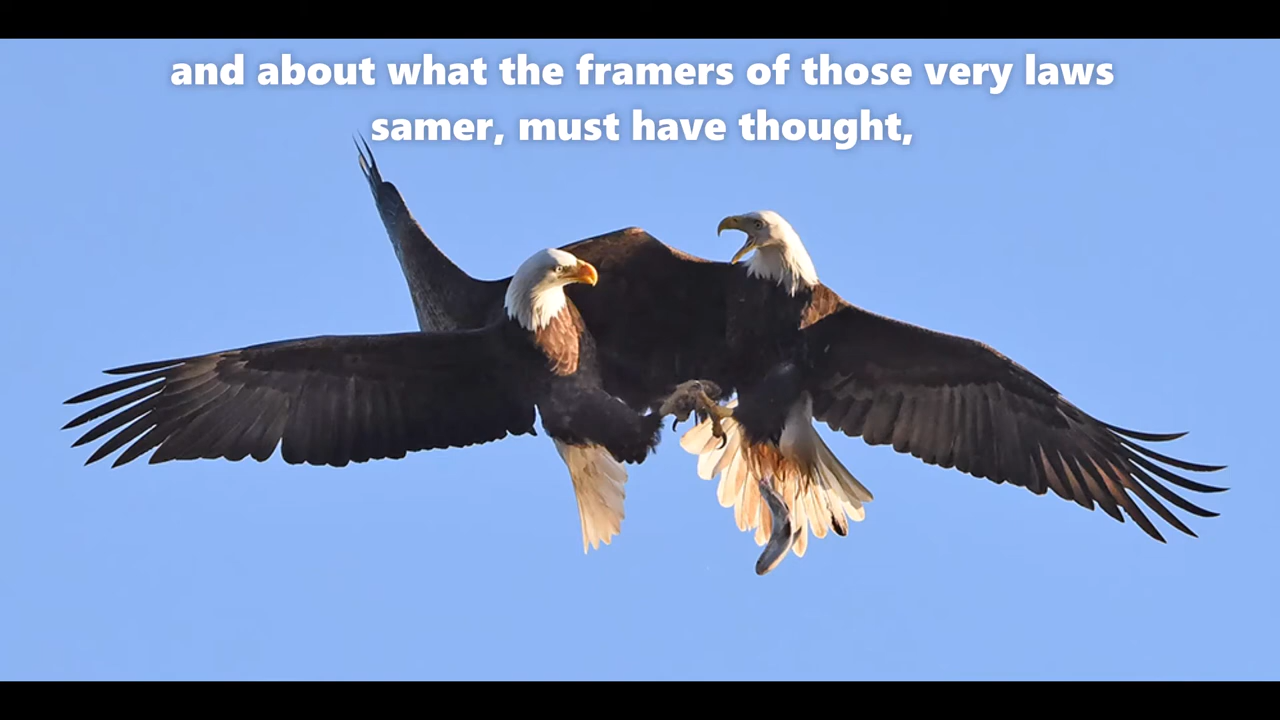 and about what the framers of those very laws
samer, must have thought,